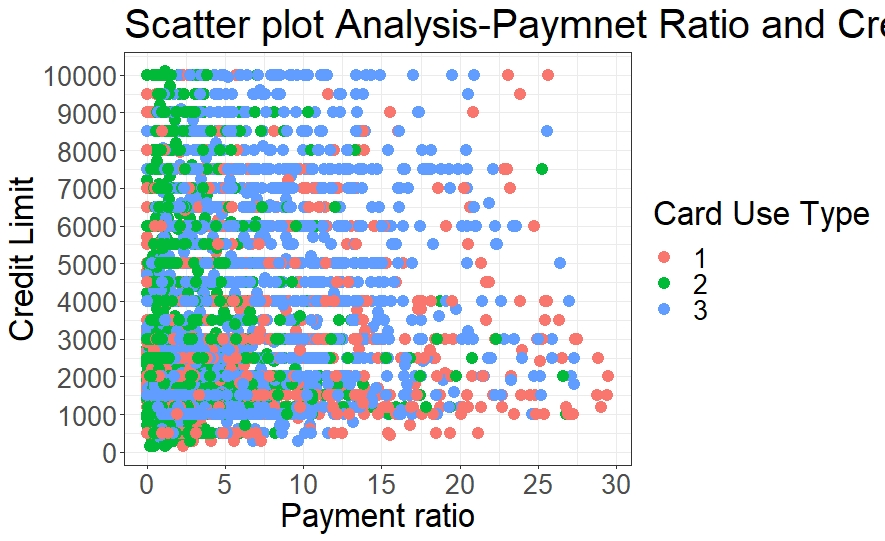 Scatter plot Analysis-Paymnet Ratio and Cre
10000
9000
8000
7000
6000
5000
4000
3000
2000
1000
0
Credit Limit
0 5 10 15 20 25 30
Payment ratio
Card Use Type
1
2
3